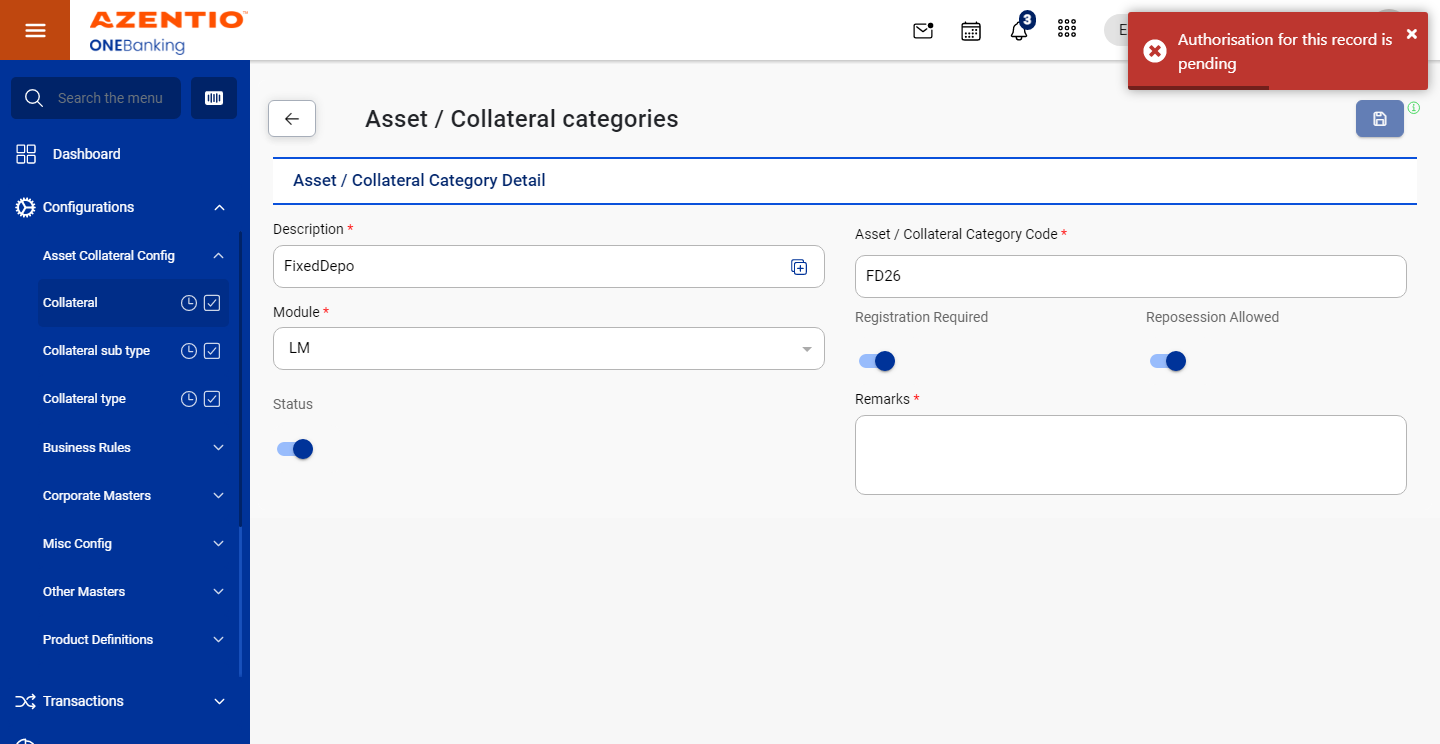 AZENTIO™
ONEBanking
3
E
Authorisation for this record is
pending
Search the menu
Dashboard
Configurations
Asset Collateral Config
Collateral
Collateral sub type
Collateral type
Business Rules
Corporate Masters
Misc Config
Other Masters
Product Definitions
Transactions
Asset / Collateral categories
Asset / Collateral Category Detail
Description *
FixedDepo
Asset / Collateral Category Code *
FD26
Module *
LM
Registration Required
Reposession Allowed
Status
Remarks *